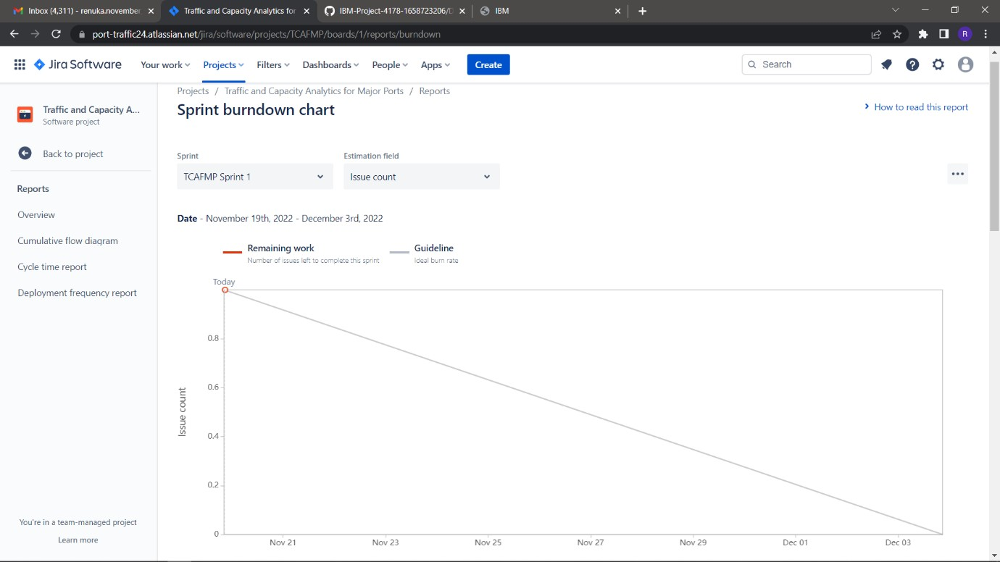 Inbox (4,311) - renuka.november
Traffic and Capacity Analytics for
IBM-Project-4178-1658723206/D
IBM
port-traffic24.atlassian.net/jira/software/projects/TCAFMP/boards/1/reports/burndown
R
Jira Software
Your work
Projects
Filters
Dashboards
People
Apps
Create
Search
Projects / Traffic and Capacity Analytics for Major Ports / Reports
Traffic and Capacity A...
Software project
Sprint burndown chart
How to read this report
Back to project
Sprint
Estimation field
TCAFMP Sprint 1
Issue count
Reports
Overview
Cumulative flow diagram
Cycle time report
Deployment frequency report
Date - November 19th, 2022 - December 3rd, 2022
Remaining work
Number of issues left to complete this sprint
Guideline
Ideal burn rate
Today
0.8
0.6
0.4
0.2
0
Issue count
Nov 21
Nov 23
Nov 25
Nov 27
Nov 29
Dec 01
Dec 03
You're in a team-managed project
Learn more